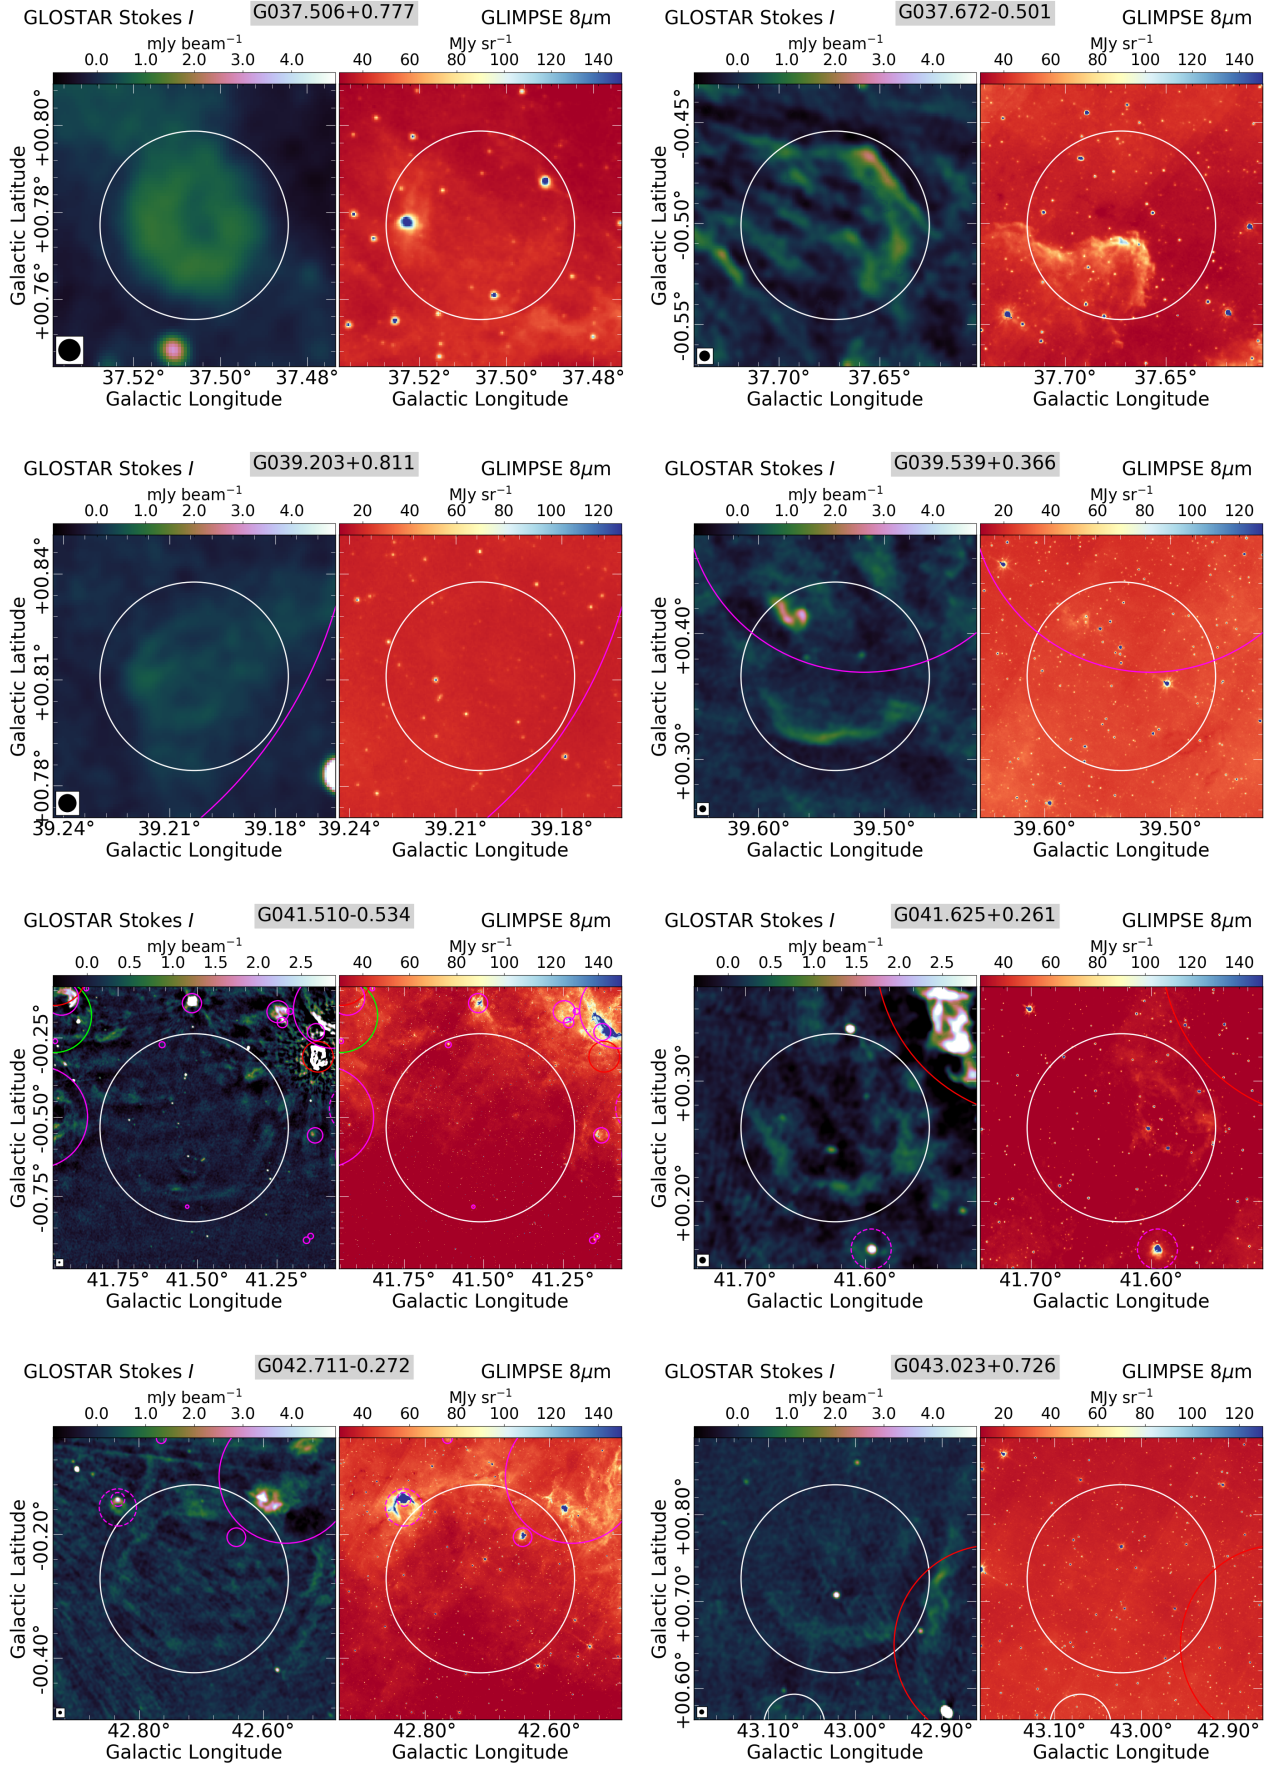 GLOSTAR Stokes I G037.506+0.777 GLIMPSE 8μm
mJy beam⁻¹ MJy sr⁻¹
0.0 1.0 2.0 3.0 4.0 40 60 80 100 120 140
Galactic Latitude
+00.80°
+00.78°
+00.76°
37.52° 37.50° 37.48° 37.52° 37.50° 37.48°
Galactic Longitude Galactic Longitude
GLOSTAR Stokes I G037.672-0.501 GLIMPSE 8μm
mJy beam⁻¹ MJy sr⁻¹
0.0 1.0 2.0 3.0 4.0 40 60 80 100 120 140
Galactic Latitude
-00.45°
-00.50°
-00.55°
37.70° 37.65° 37.70° 37.65°
Galactic Longitude Galactic Longitude
GLOSTAR Stokes I G039.203+0.811 GLIMPSE 8μm
mJy beam⁻¹ MJy sr⁻¹
0.0 1.0 2.0 3.0 4.0 20 40 60 80 100 120
Galactic Latitude
+00.84°
+00.81°
+00.78°
39.24° 39.21° 39.18° 39.24° 39.21° 39.18°
Galactic Longitude Galactic Longitude
GLOSTAR Stokes I G039.539+0.366 GLIMPSE 8μm
mJy beam⁻¹ MJy sr⁻¹
0.0 1.0 2.0 3.0 4.0 20 40 60 80 100 120
Galactic Latitude
+00.40°
+00.30°
39.60° 39.50° 39.60° 39.50°
Galactic Longitude Galactic Longitude
GLOSTAR Stokes I G041.510-0.534 GLIMPSE 8μm
mJy beam⁻¹ MJy sr⁻¹
0.0 0.5 1.0 1.5 2.0 2.5 40 60 80 100 120 140
Galactic Latitude
-00.25°
-00.50°
-00.75°
41.75° 41.50° 41.25° 41.75° 41.50° 41.25°
Galactic Longitude Galactic Longitude
GLOSTAR Stokes I G041.625+0.261 GLIMPSE 8μm
mJy beam⁻¹ MJy sr⁻¹
0.0 0.5 1.0 1.5 2.0 2.5 40 60 80 100 120 140
Galactic Latitude
+00.30°
+00.20°
41.70° 41.60° 41.70° 41.60°
Galactic Longitude Galactic Longitude
GLOSTAR Stokes I G042.711-0.272 GLIMPSE 8μm
mJy beam⁻¹ MJy sr⁻¹
0.0 1.0 2.0 3.0 4.0 40 60 80 100 120 140
Galactic Latitude
-00.20°
-00.40°
42.80° 42.60° 42.80° 42.60°
Galactic Longitude Galactic Longitude
GLOSTAR Stokes I G043.023+0.726 GLIMPSE 8μm
mJy beam⁻¹ MJy sr⁻¹
0.0 1.0 2.0 3.0 4.0 20 40 60 80 100 120
Galactic Latitude
+00.80°
+00.70°
+00.60°
43.10° 43.00° 42.90° 43.10° 43.00° 42.90°
Galactic Longitude Galactic Longitude